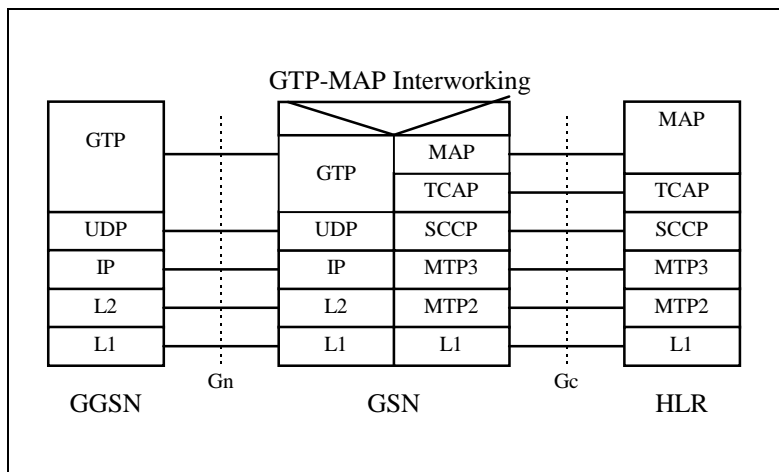 GTP-MAP Interworking
GTP
GTP
MAP
MAP
TCAP
TCAP
UDP
UDP
SCCP
SCCP
IP
IP
MTP3
MTP3
L2
L2
MTP2
MTP2
L1
L1
L1
L1
Gn
Gc
GGSN
GSN
HLR